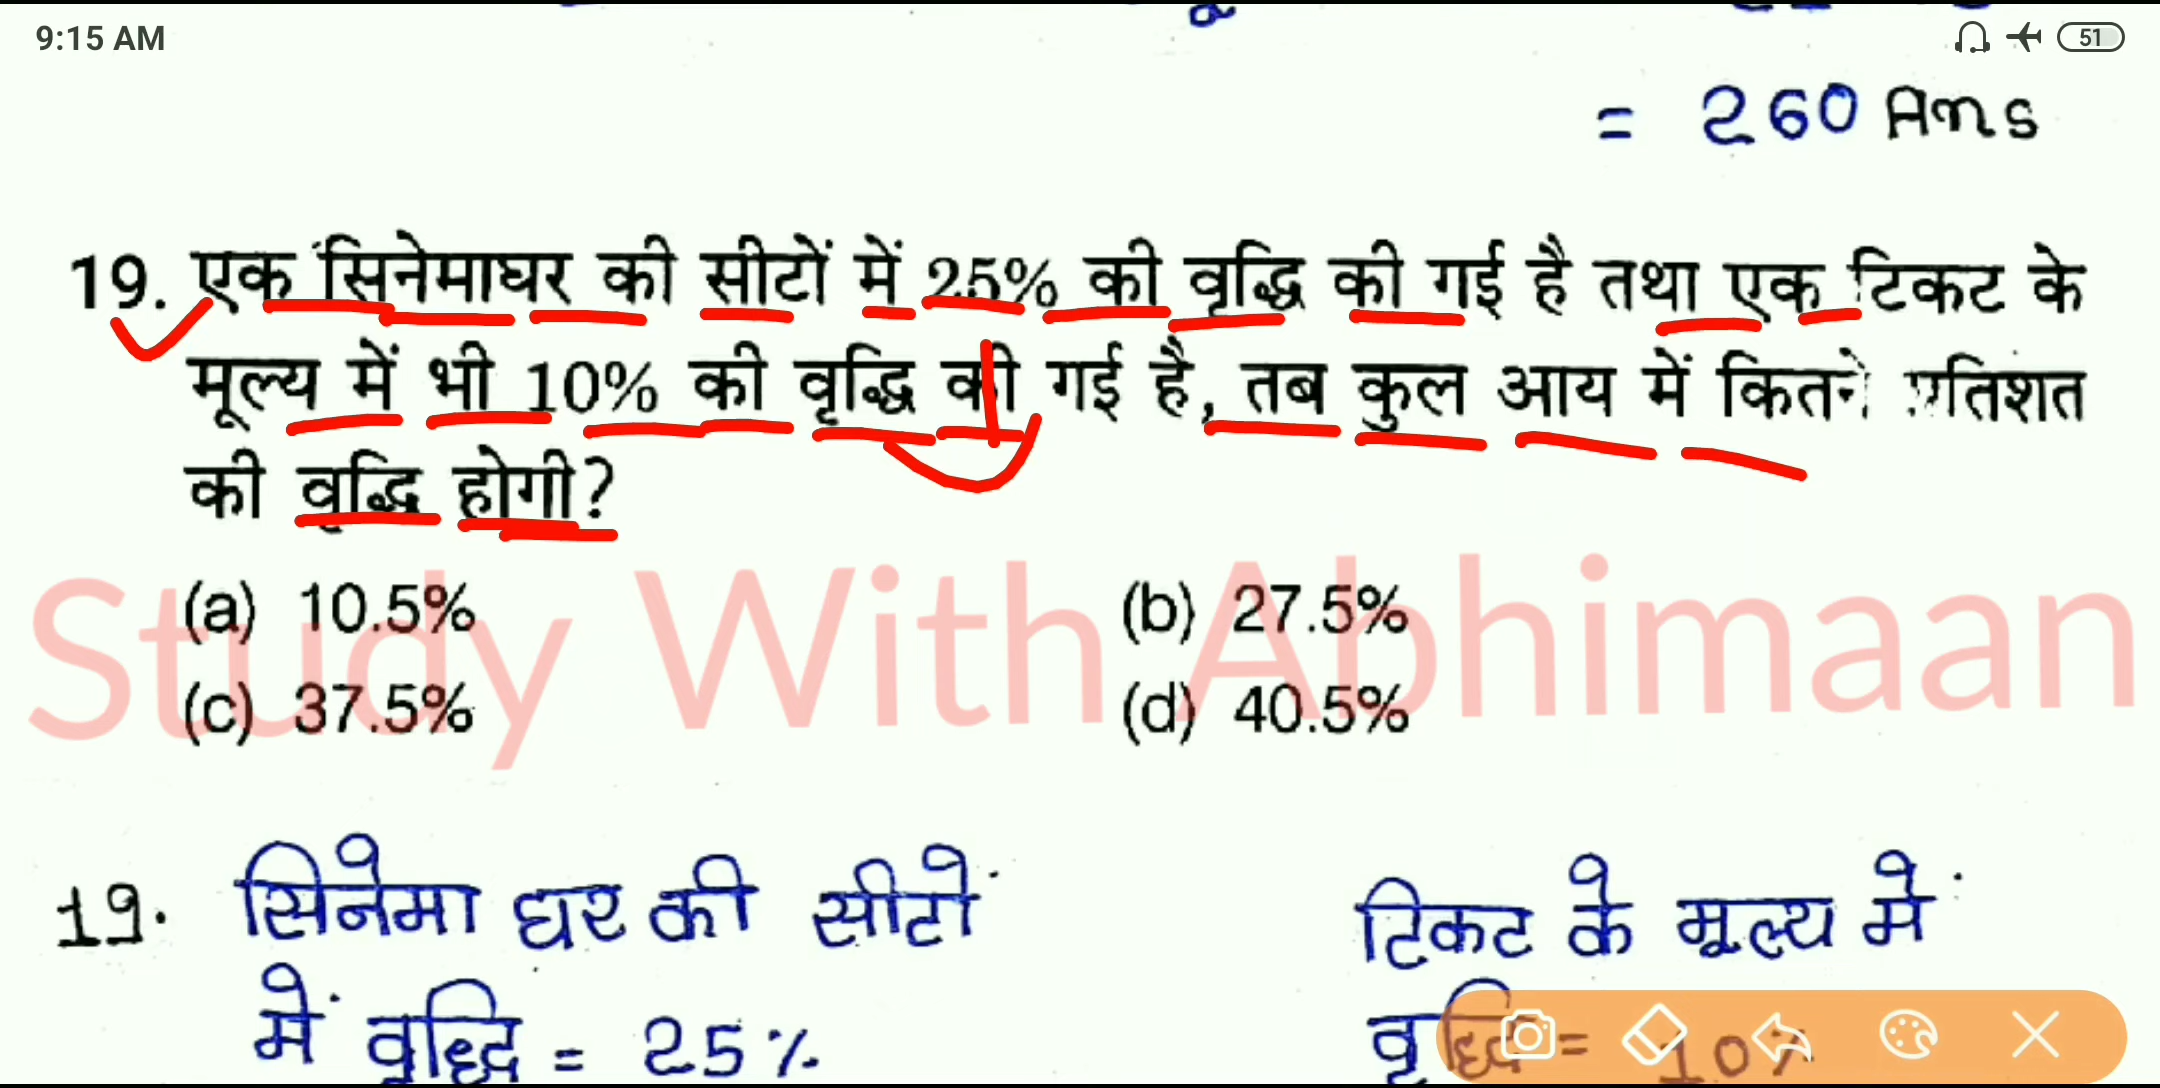 9:15 AM
51
= 260 Ans
19. एक सिनेमाघर की सीटों में 25% की वृद्धि की गई है तथा एक टिकट के
मूल्य में भी 10% की वृद्धि की गई है, तब कुल आय में कितने प्रतिशत
की वृद्धि होगी?
(a) 10.5% (b) 27.5%
(c) 37.5% (d) 40.5%
Study With Abhimaan
19. सिनेमा घर की सीटो टिकट के मूल्य में
में वृद्धि = 25% वृद्धि = 10%